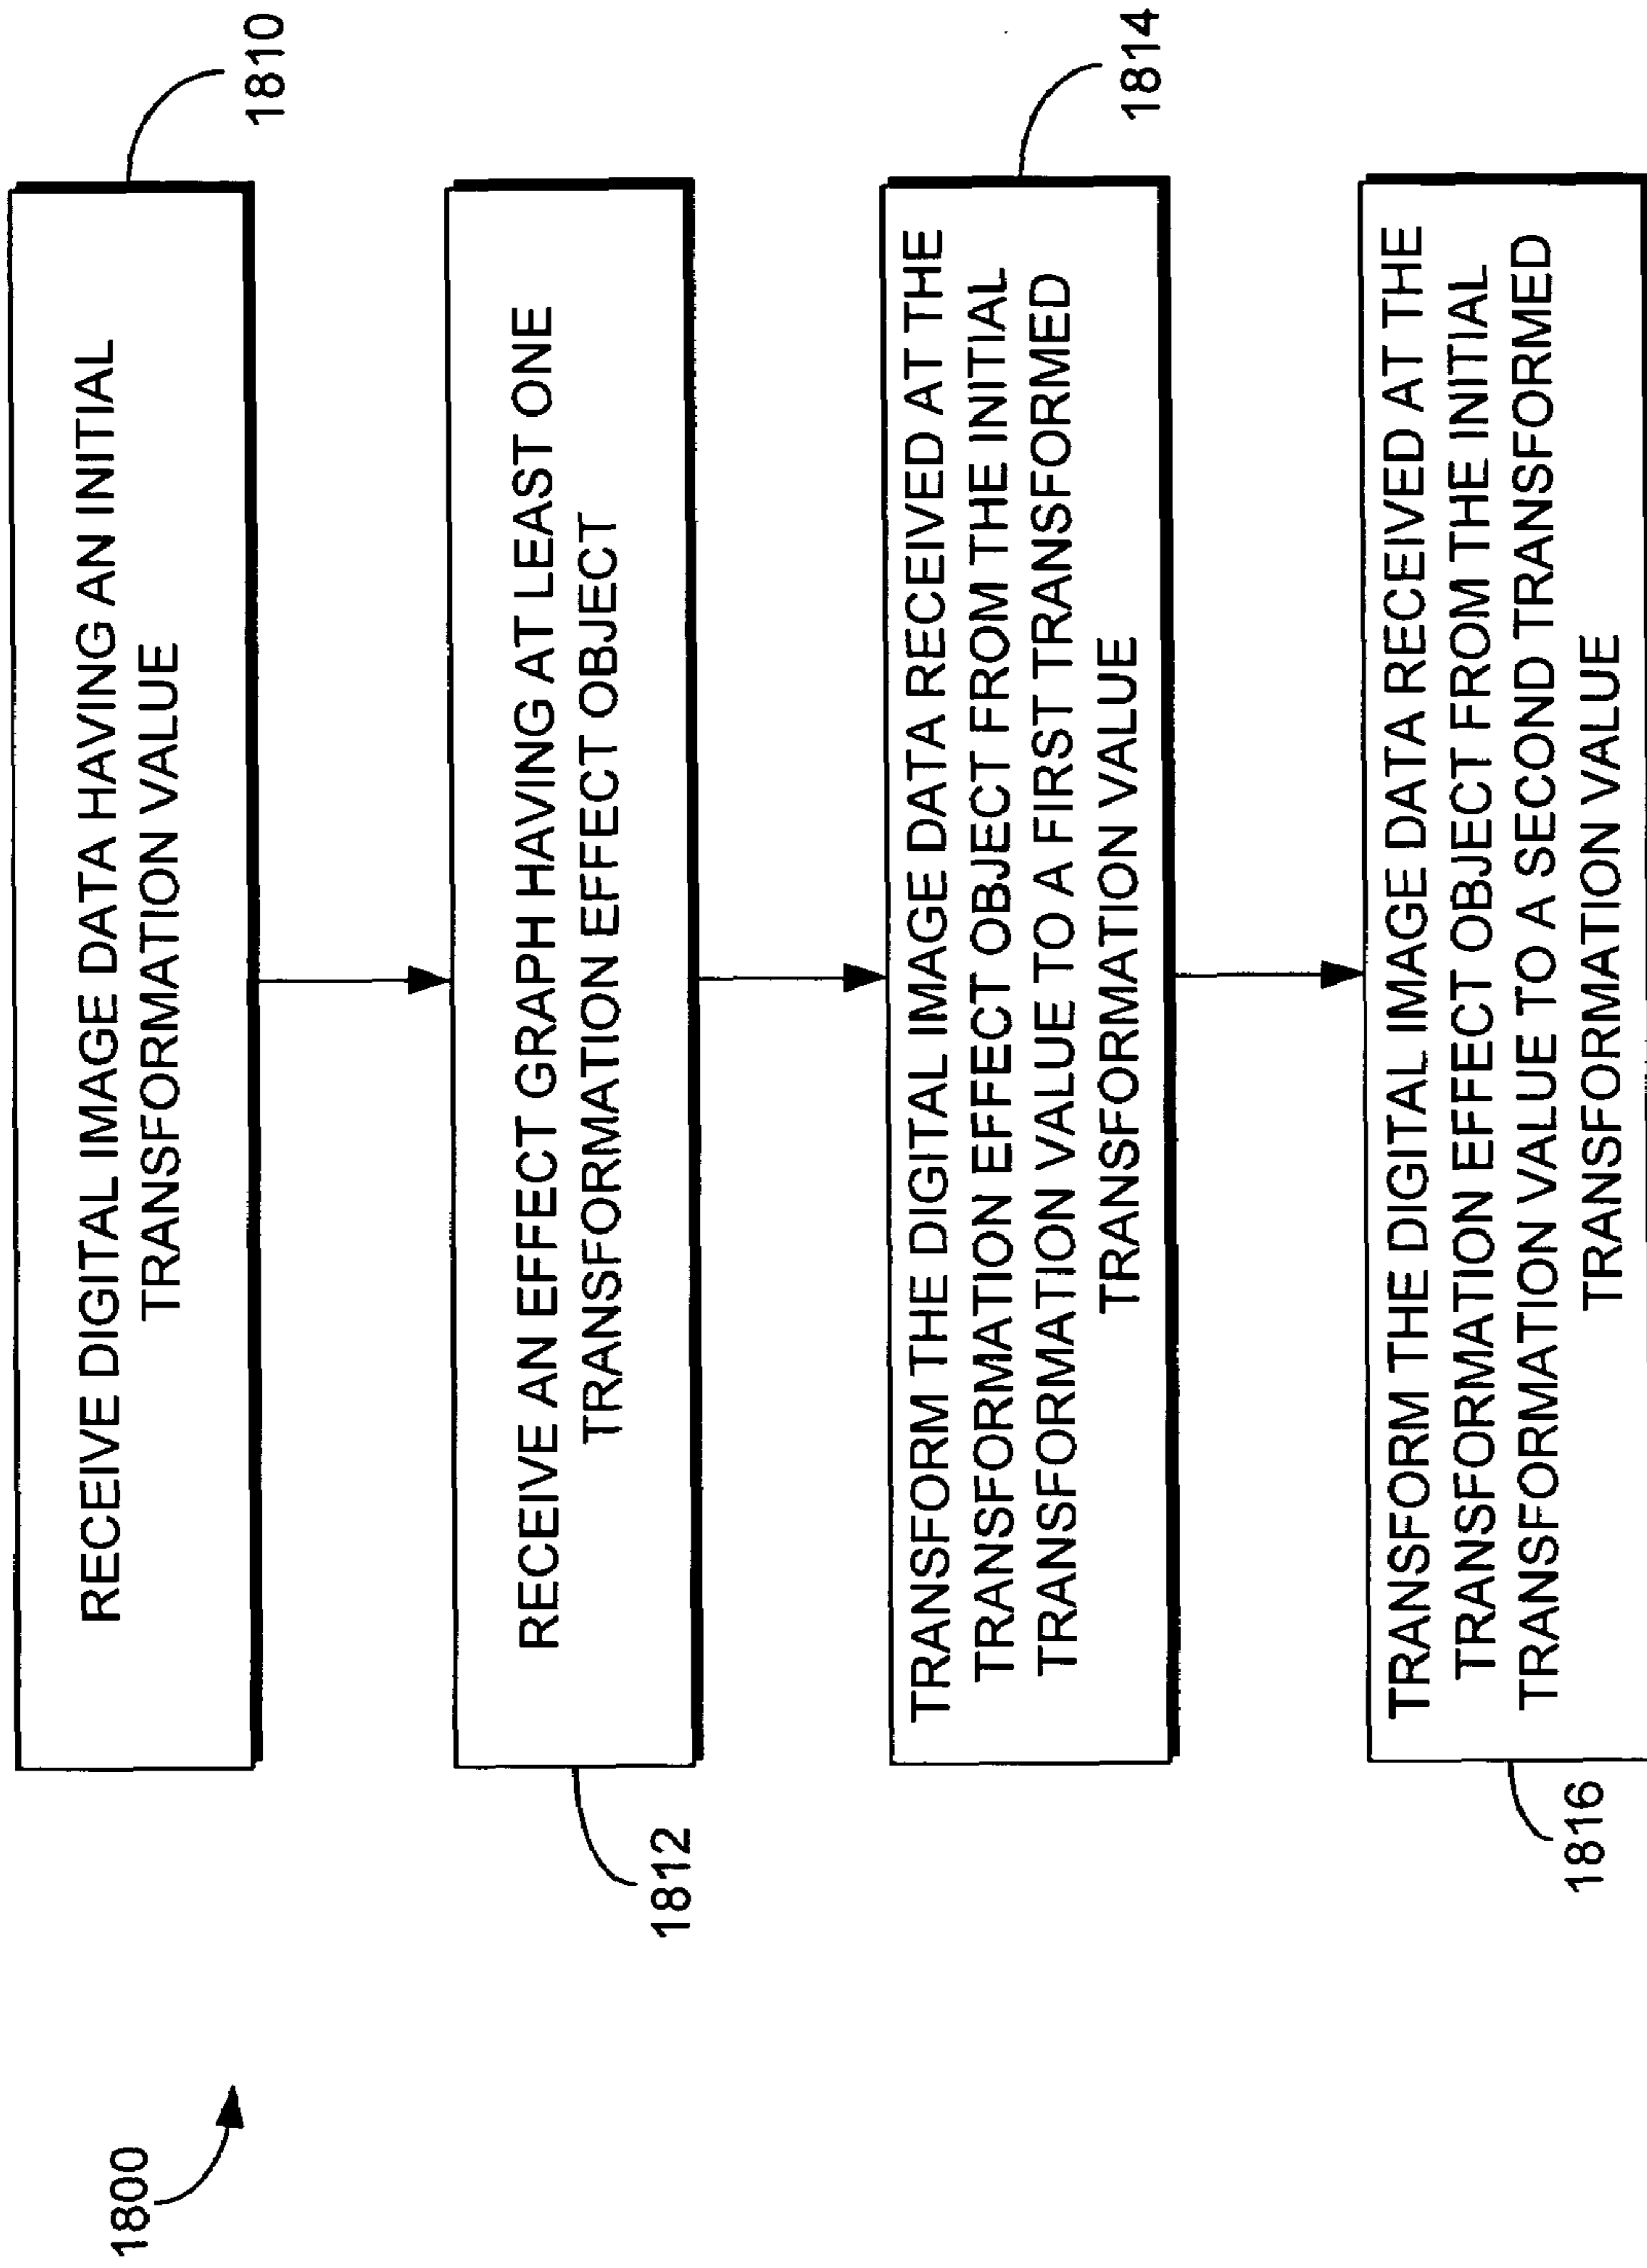 1800
RECEIVE DIGITAL IMAGE DATA HAVING AN INITIAL
TRANSFORMATION VALUE
1810
RECEIVE AN EFFECT GRAPH HAVING AT LEAST ONE
TRANSFORMATION EFFECT OBJECT
1812
TRANSFORM THE DIGITAL IMAGE DATA RECEIVED AT THE
TRANSFORMATION EFFECT OBJECT FROM THE INITIAL
TRANSFORMATION VALUE TO A FIRST TRANSFORMED
TRANSFORMATION VALUE
1814
TRANSFORM THE DIGITAL IMAGE DATA RECEIVED AT THE
TRANSFORMATION EFFECT OBJECT FROM THE INITIAL
TRANSFORMATION VALUE TO A SECOND TRANSFORMED
TRANSFORMATION VALUE
1816